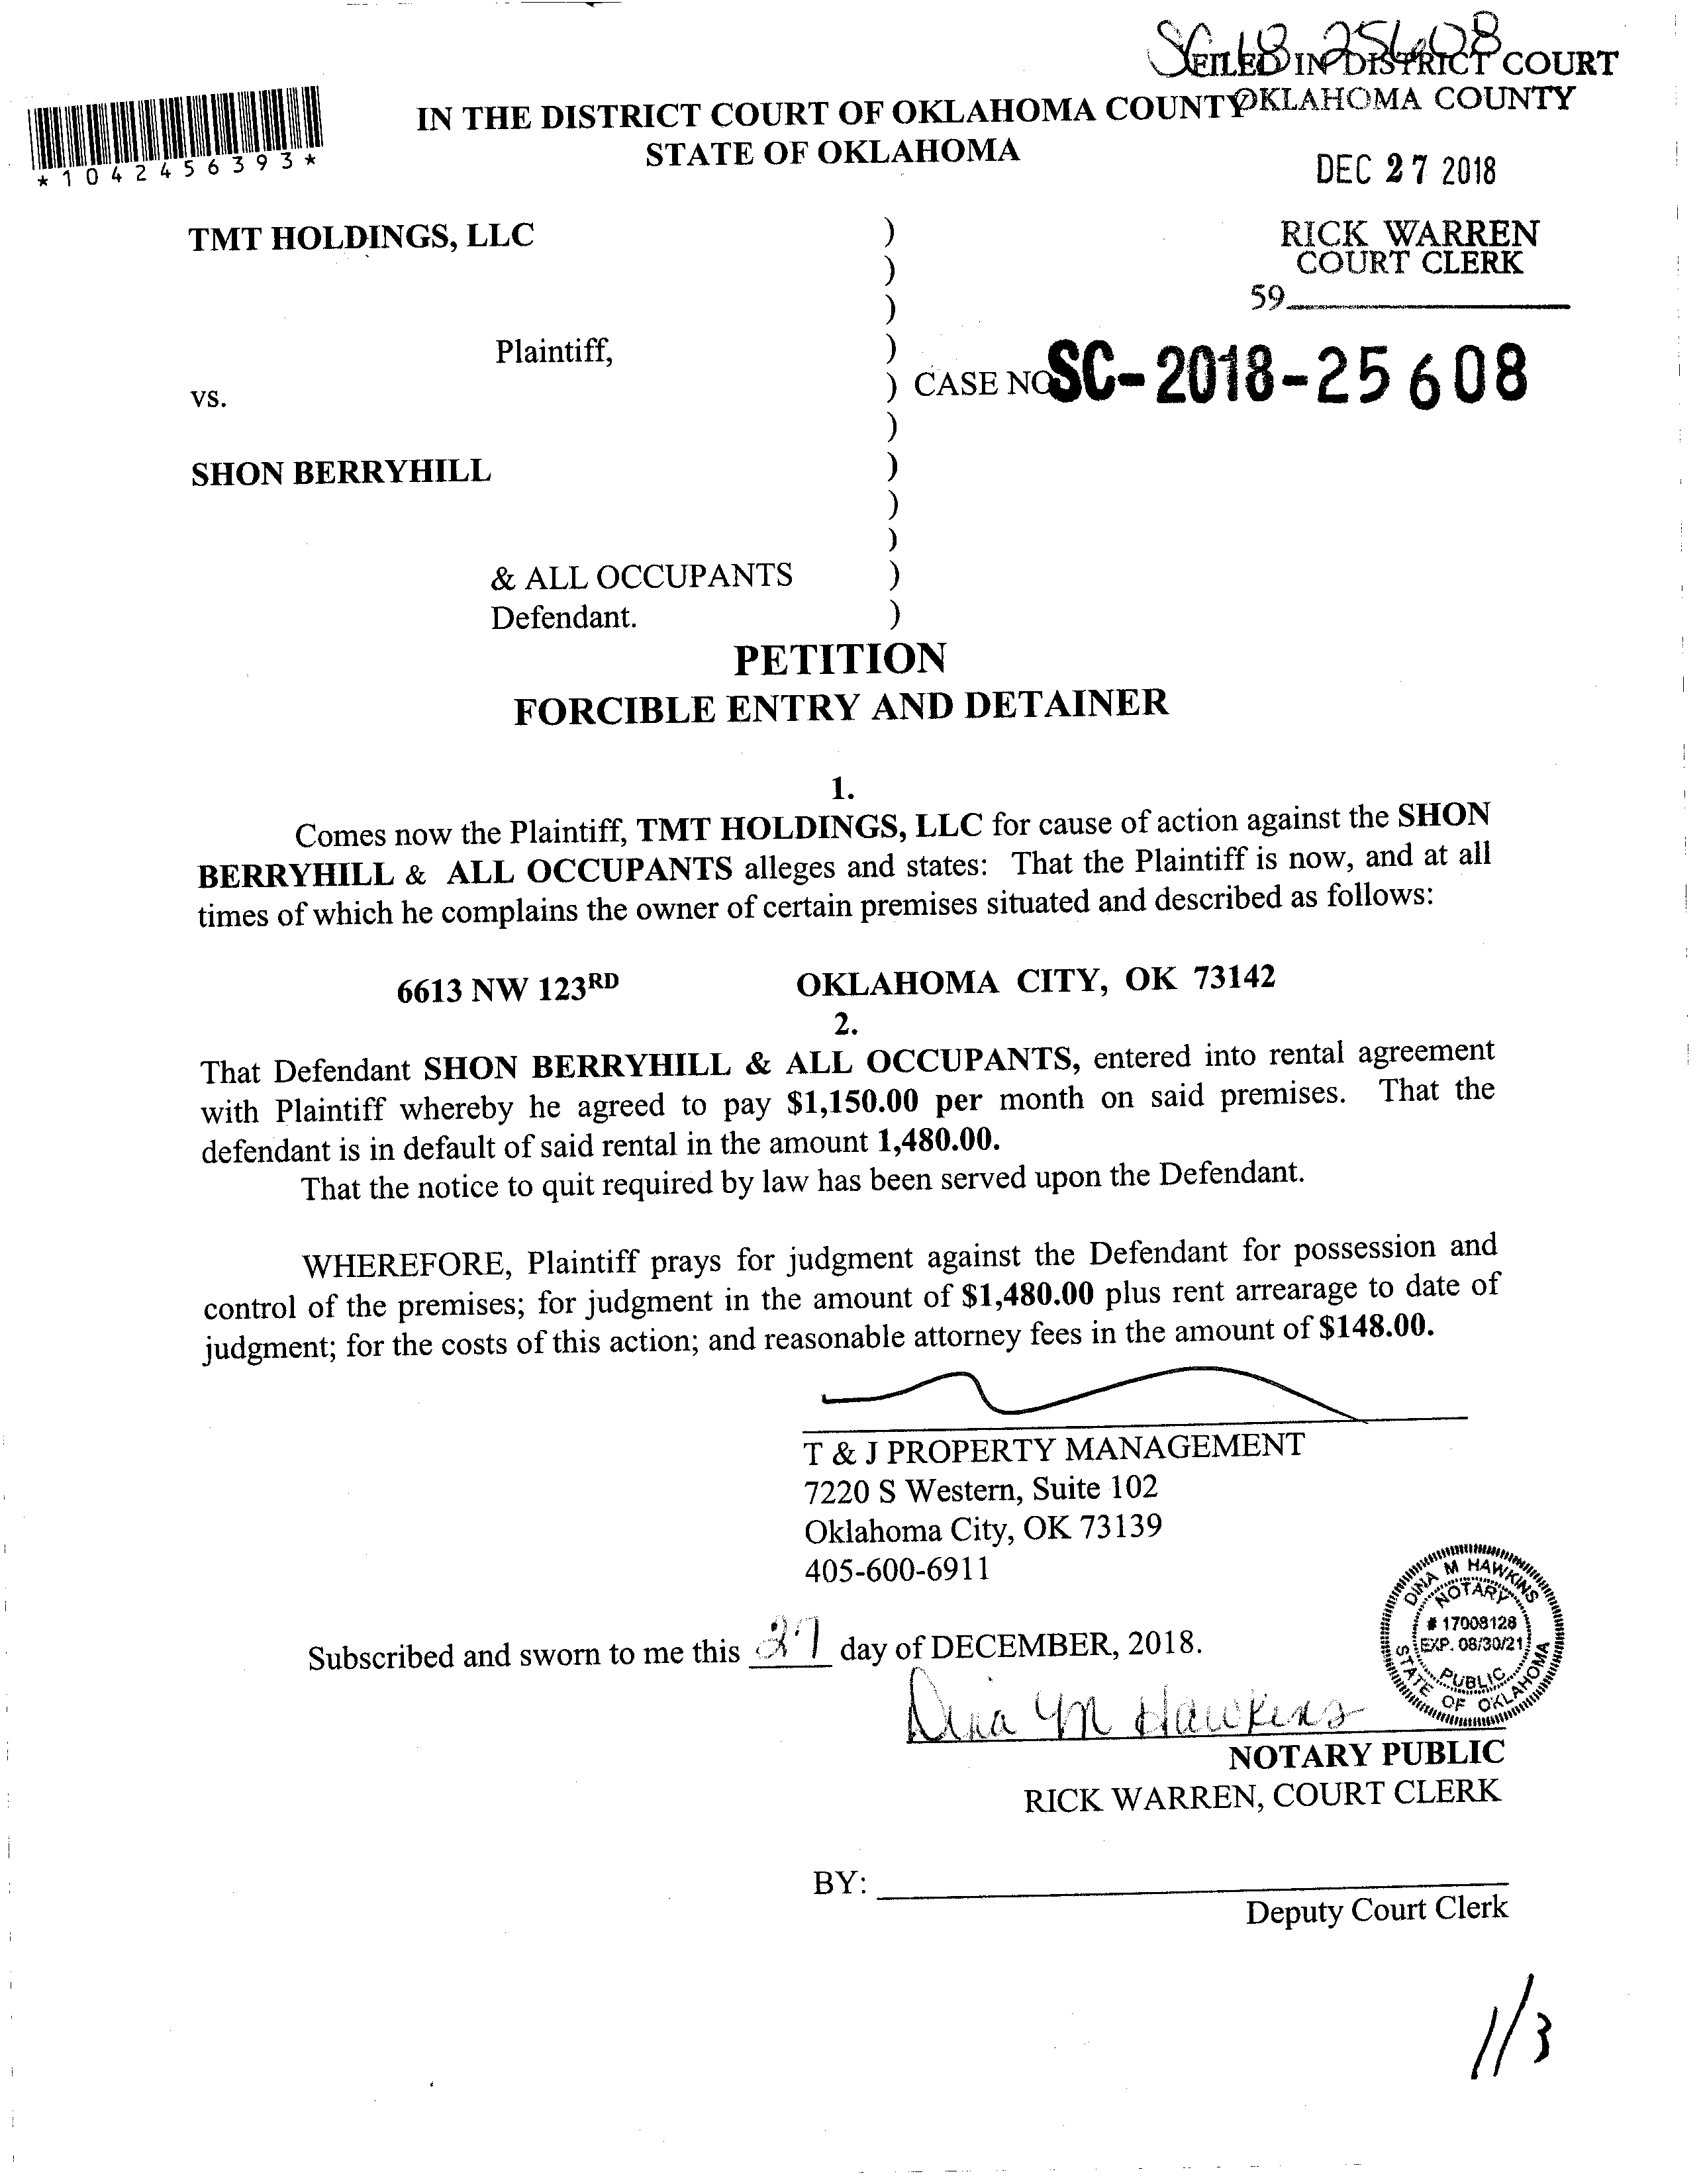 SC 18 25608
FILED IN DISTRICT COURT
OKLAHOMA COUNTY
IN THE DISTRICT COURT OF OKLAHOMA COUNTY
STATE OF OKLAHOMA
*1042456393*
DEC 27 2018
TMT HOLDINGS, LLC )
)
)
RICK WARREN
COURT CLERK
59
Plaintiff, )
vs. ) CASE NO SC-2018-25608
)
SHON BERRYHILL )
)
)
& ALL OCCUPANTS )
Defendant. )
PETITION
FORCIBLE ENTRY AND DETAINER
1.
Comes now the Plaintiff, TMT HOLDINGS, LLC for cause of action against the SHON
BERRYHILL & ALL OCCUPANTS alleges and states: That the Plaintiff is now, and at all
times of which he complains the owner of certain premises situated and described as follows:
6613 NW 123RD OKLAHOMA CITY, OK 73142
2.
That Defendant SHON BERRYHILL & ALL OCCUPANTS, entered into rental agreement
with Plaintiff whereby he agreed to pay $1,150.00 per month on said premises. That the
defendant is in default of said rental in the amount 1,480.00.
That the notice to quit required by law has been served upon the Defendant.
WHEREFORE, Plaintiff prays for judgment against the Defendant for possession and
control of the premises; for judgment in the amount of $1,480.00 plus rent arrearage to date of
judgment; for the costs of this action; and reasonable attorney fees in the amount of $148.00.
T & J PROPERTY MANAGEMENT
7220 S Western, Suite 102
Oklahoma City, OK 73139
405-600-6911
DINA M HAWKINS
NOTARY
# 17008128
EXP. 08/30/21
PUBLIC
STATE OF OKLAHOMA
Subscribed and sworn to me this 27 day of DECEMBER, 2018.
Dina M Hawkins
NOTARY PUBLIC
RICK WARREN, COURT CLERK
BY:
Deputy Court Clerk
1/3